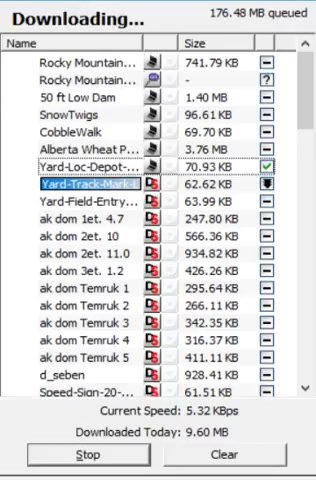 Downloading...
176.48 MB queued
Name Size
Rocky Mountain... 741.79 KB
Rocky Mountain... - ?
50 ft Low Dam 1.40 MB
SnowTwigs 96.61 KB
CobbleWalk 69.70 KB
Alberta Wheat P... 3.76 MB
Yard-Loc-Depot-... 70.93 KB
Yard-Track-Mark-L 62.62 KB
Yard-Field-Entry... 63.99 KB
ak dom 1et. 4.7 247.80 KB
ak dom 2et. 10 566.36 KB
ak dom 2et. 11.0 934.82 KB
ak dom 3et. 1.2 426.26 KB
ak dom Temruk 1 295.64 KB
ak dom Temruk 2 266.11 KB
ak dom Temruk 3 342.35 KB
ak dom Temruk 4 316.37 KB
ak dom Temruk 5 411.11 KB
d_seben 928.41 KB
Speed-Sign-20-... 61.51 KB
Current Speed: 5.32 KBps
Downloaded Today: 9.60 MB
Stop Clear